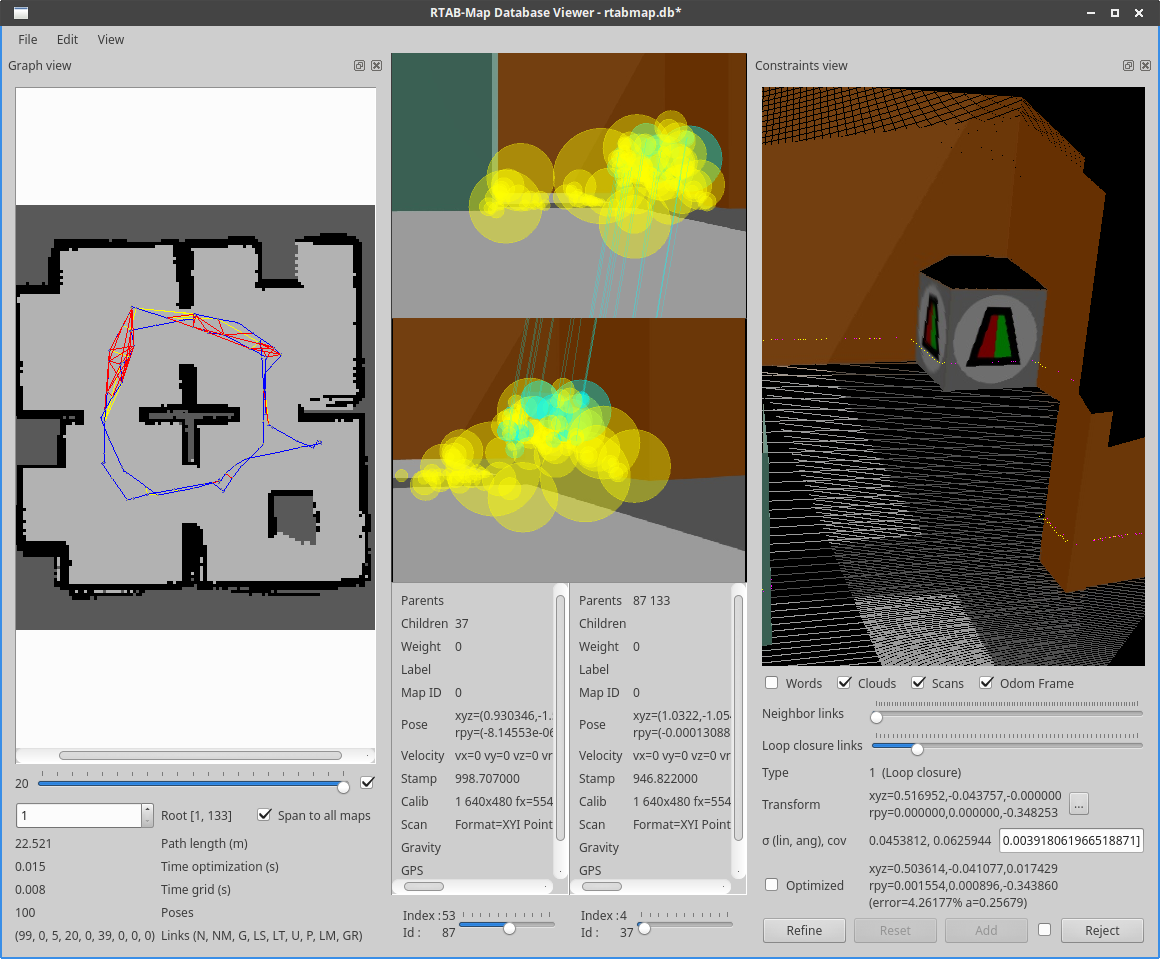 RTAB-Map Database Viewer - rtabmap.db*
File Edit View
Graph view
Constraints view
20
1
Root [1, 133]
Span to all maps
22.521 Path length (m)
0.015 Time optimization (s)
0.008 Time grid (s)
100 Poses
(99, 0, 5, 20, 0, 39, 0, 0, 0) Links (N, NM, G, LS, LT, U, P, LM, GR)
Parents
Children 37
Weight 0
Label
Map ID 0
Pose xyz=(0.930346,-1.
rpy=(-8.14553e-06
Velocity vx=0 vy=0 vz=0 vr
Stamp 998.707000
Calib 1 640x480 fx=554
Scan Format=XYI Point
Gravity
GPS
Index : 53
Id : 87
Parents 87 133
Children
Weight 0
Label
Map ID 0
Pose xyz=(1.0322,-1.05
rpy=(-0.00013088
Velocity vx=0 vy=0 vz=0 vr
Stamp 946.822000
Calib 1 640x480 fx=554
Scan Format=XYI Point
Gravity
GPS
Index : 4
Id : 37
Words Clouds Scans Odom Frame
Neighbor links
Loop closure links
Type 1 (Loop closure)
Transform xyz=0.516952,-0.043757,-0.000000
rpy=0.000000,0.000000,-0.348253
...
σ (lin, ang), cov 0.0453812, 0.0625944 0.003918061966518871]
Optimized xyz=0.503614,-0.041077,0.017429
rpy=0.001554,0.000896,-0.343860
(error=4.26177% a=0.25679)
Refine Reset Add Reject